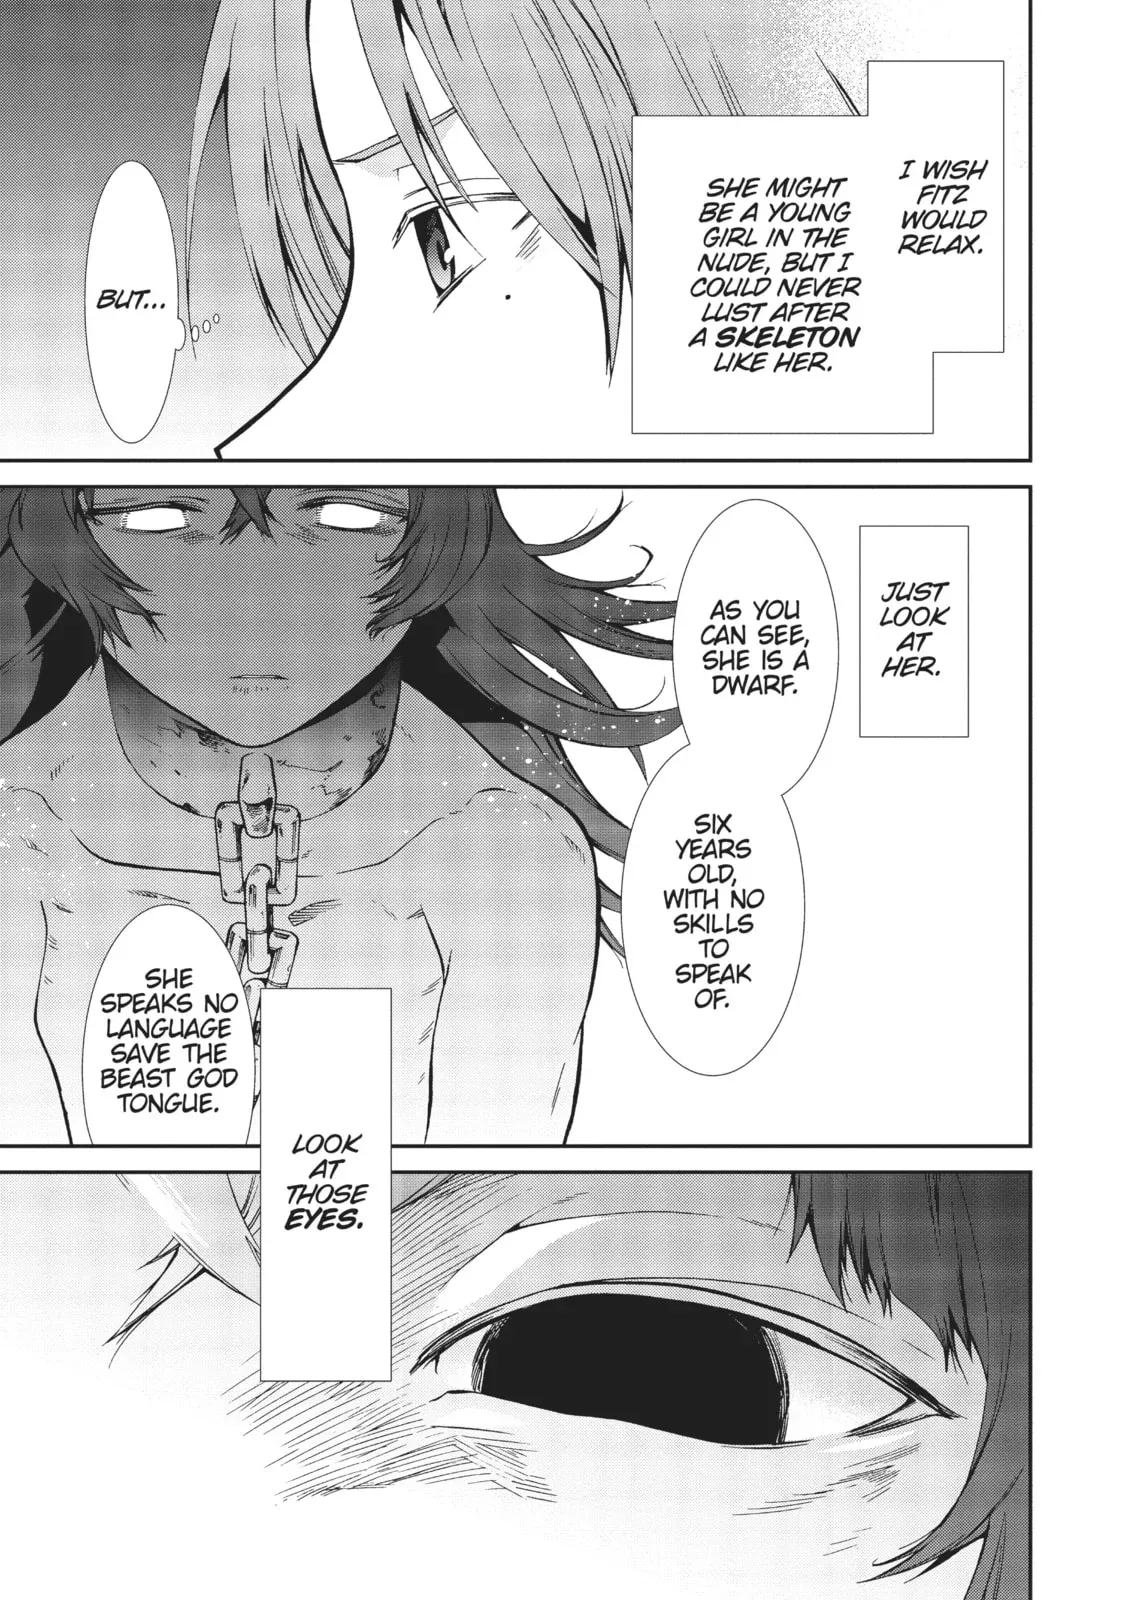 I WISH
FITZ
WOULD
RELAX.
SHE MIGHT
BE A YOUNG
GIRL IN THE
NUDE, BUT I
COULD NEVER
LUST AFTER
A SKELETON
LIKE HER.
BUT...
JUST
LOOK
AT
HER.
AS YOU
CAN SEE,
SHE IS A
DWARF.
SIX
YEARS
OLD,
WITH NO
SKILLS
TO
SPEAK
OF.
SHE
SPEAKS NO
LANGUAGE
SAVE THE
BEAST GOD
TONGUE.
LOOK
AT
THOSE
EYES.